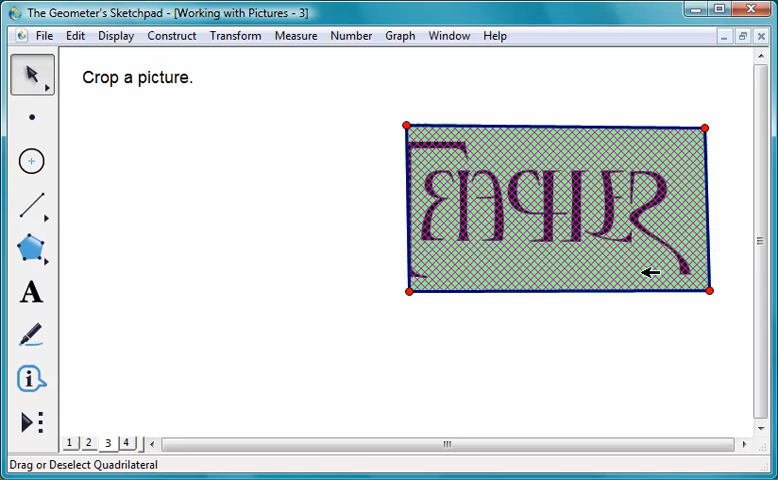 The Geometer's Sketchpad - [Working with Pictures - 3]
File Edit Display Construct Transform Measure Number Graph Window Help
Crop a picture.
A
i
1 2 3 4
Drag or Deselect Quadrilateral